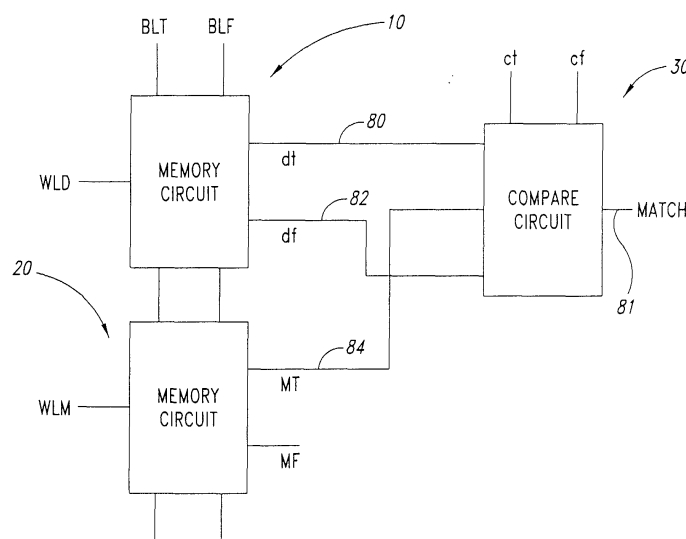 BLT BLF 10
ct cf 30
80
dt
WLD MEMORY CIRCUIT
82
df
COMPARE CIRCUIT
MATCH
81
20
84
MT
WLM MEMORY CIRCUIT
MF